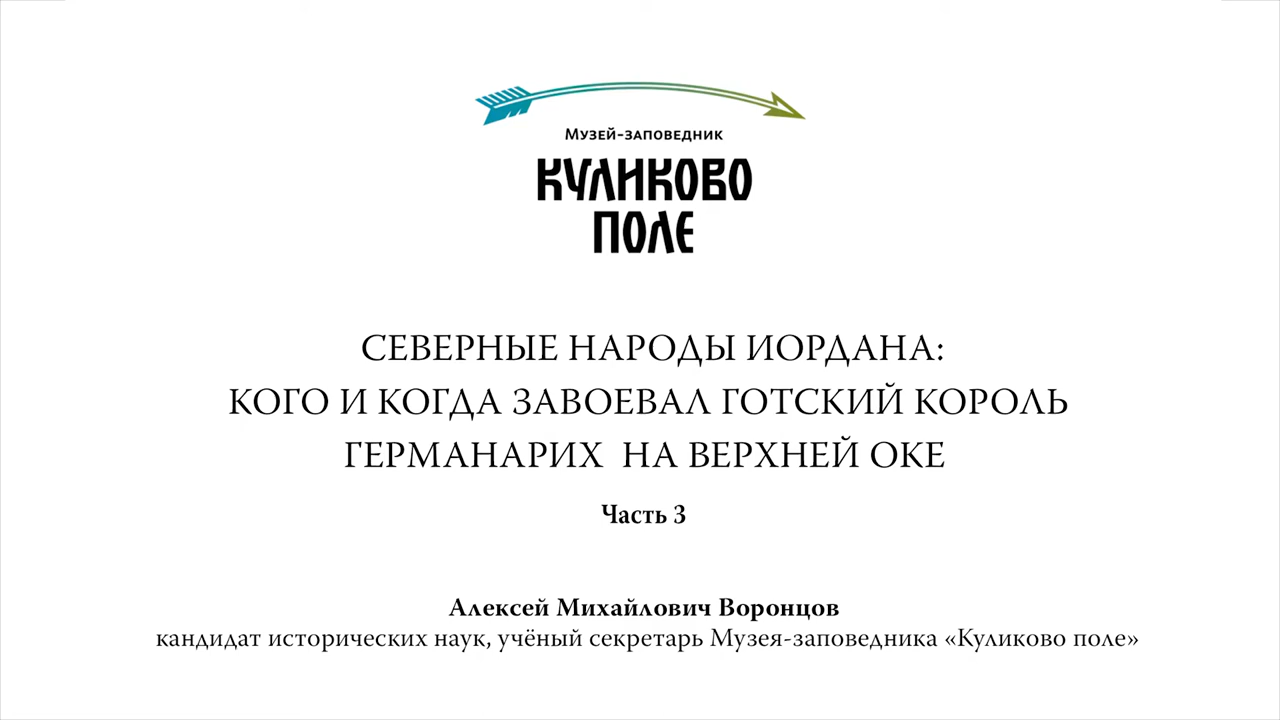 Музей-заповедник
КУЛИКОВО
ПОЛЕ
СЕВЕРНЫЕ НАРОДЫ ИОРДАНА:
КОГО И КОГДА ЗАВОЕВАЛ ГОТСКИЙ КОРОЛЬ
ГЕРМАНАРИХ НА ВЕРХНЕЙ ОКЕ
Часть 3
Алексей Михайлович Воронцов
кандидат исторических наук, учёный секретарь Музея-заповедника «Куликово поле»